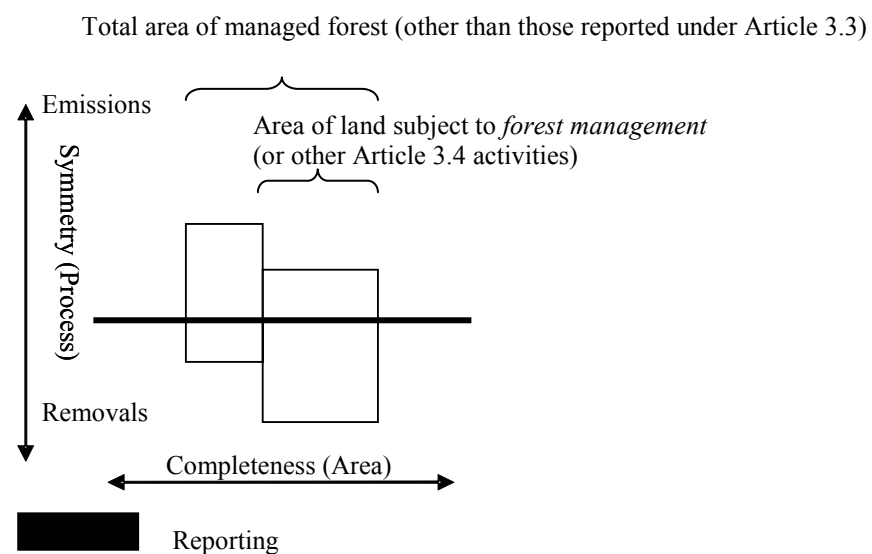 Total area of managed forest (other than those reported under Article 3.3)
Emissions
Area of land subject to forest management
(or other Article 3.4 activities)
Symmetry (Process)
Removals
Completeness (Area)
Reporting